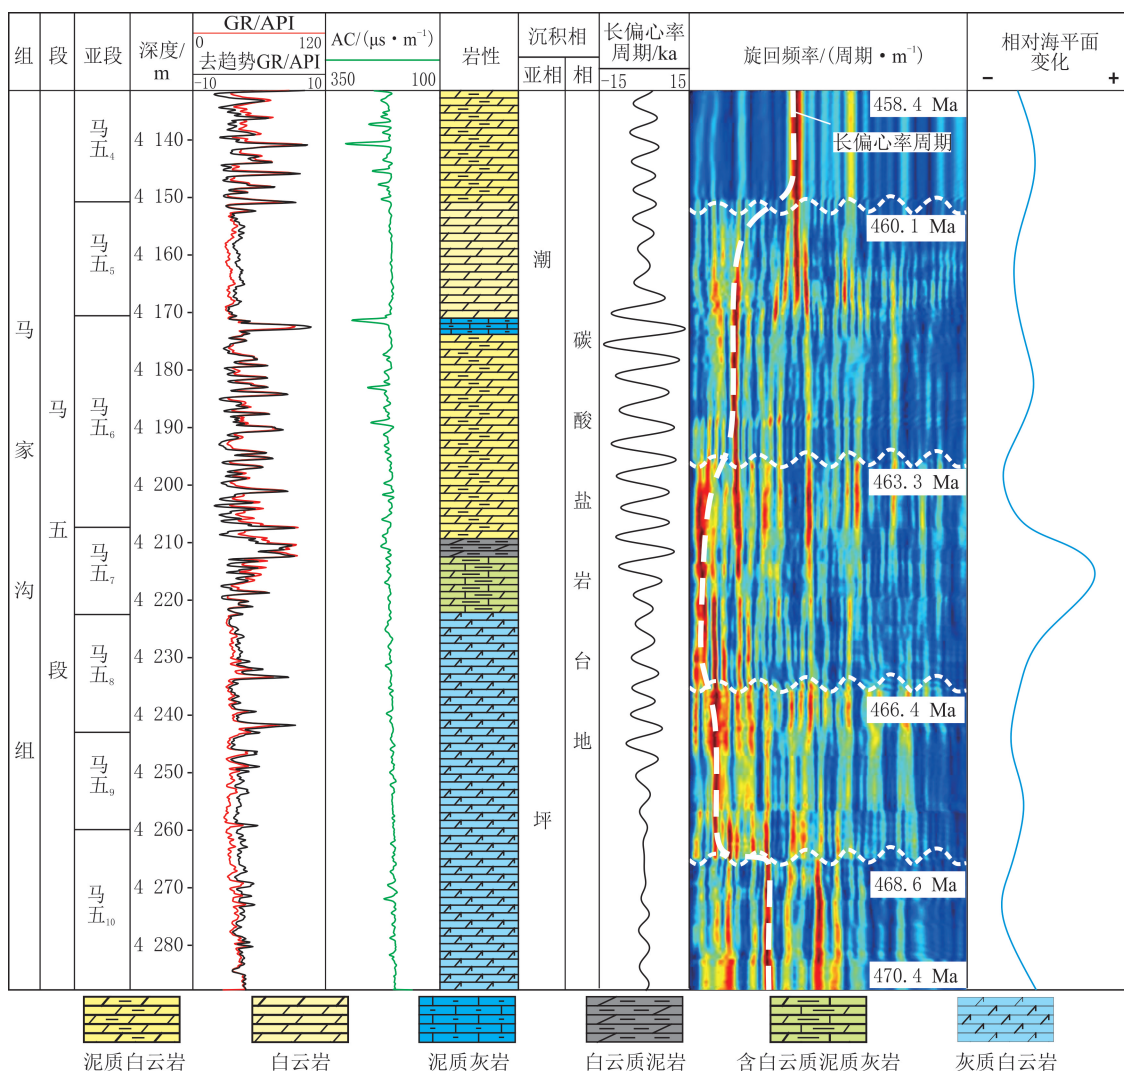 组
段
亚段
深度/
m
GR/API
0 120
去趋势GR/API
-10 10
AC/(μs·m⁻¹)
350 100
岩性
沉积相
亚相 相
长偏心率
周期/ka
-15 15
旋回频率/(周期·m⁻¹)
相对海平面
变化
- +
马家沟组
马五段
马五₄
马五₅
马五₆
马五₇
马五₈
马五₉
马五₁₀
4 140
4 150
4 160
4 170
4 180
4 190
4 200
4 210
4 220
4 230
4 240
4 250
4 260
4 270
4 280
潮坪
碳酸盐岩台地
458.4 Ma
长偏心率周期
460.1 Ma
463.3 Ma
466.4 Ma
468.6 Ma
470.4 Ma
泥质白云岩
白云岩
泥质灰岩
白云质泥岩
含白云质泥质灰岩
灰质白云岩